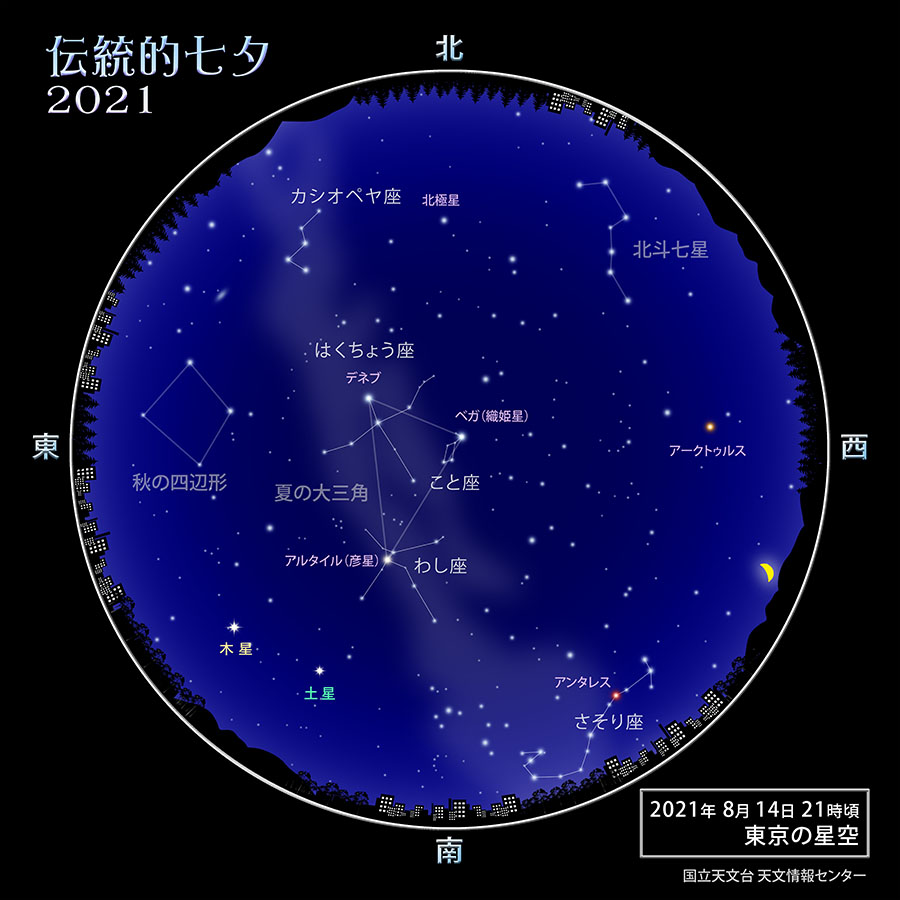 伝統的七夕
2021
北
カシオペヤ座
北極星
北斗七星
はくちょう座
デネブ
ベガ(織姫星)
東
西
アークトゥルス
秋の四辺形
夏の大三角
こと座
アルタイル(彦星)
わし座
木星
土星
アンタレス
さそり座
南
2021年 8月 14日 21時頃
東京の星空
国立天文台 天文情報センター